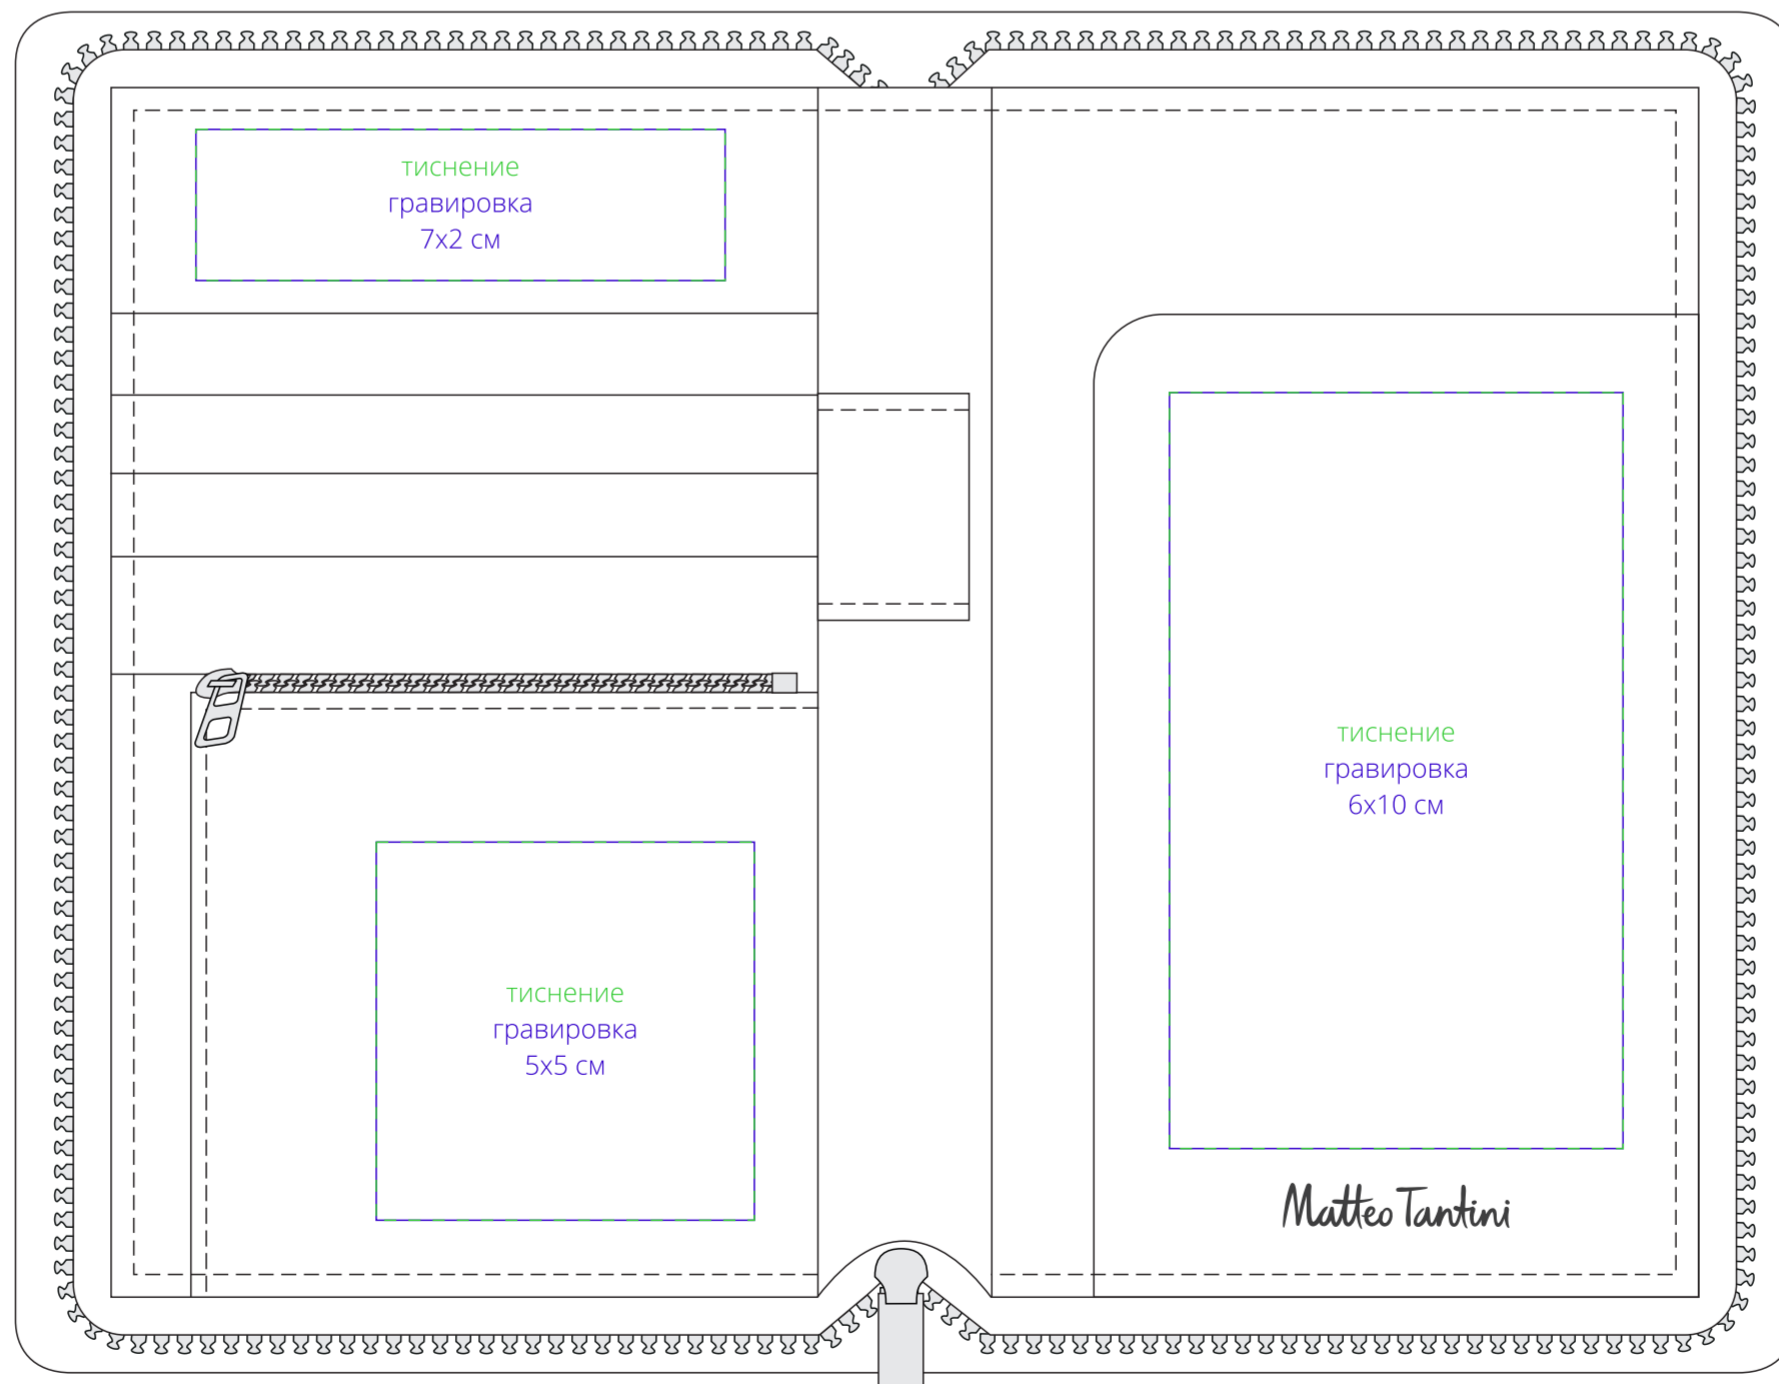 тиснение
гравировка
7x2 см
тиснение
гравировка
5x5 см
тиснение
гравировка
6x10 см
Matteo Tantini